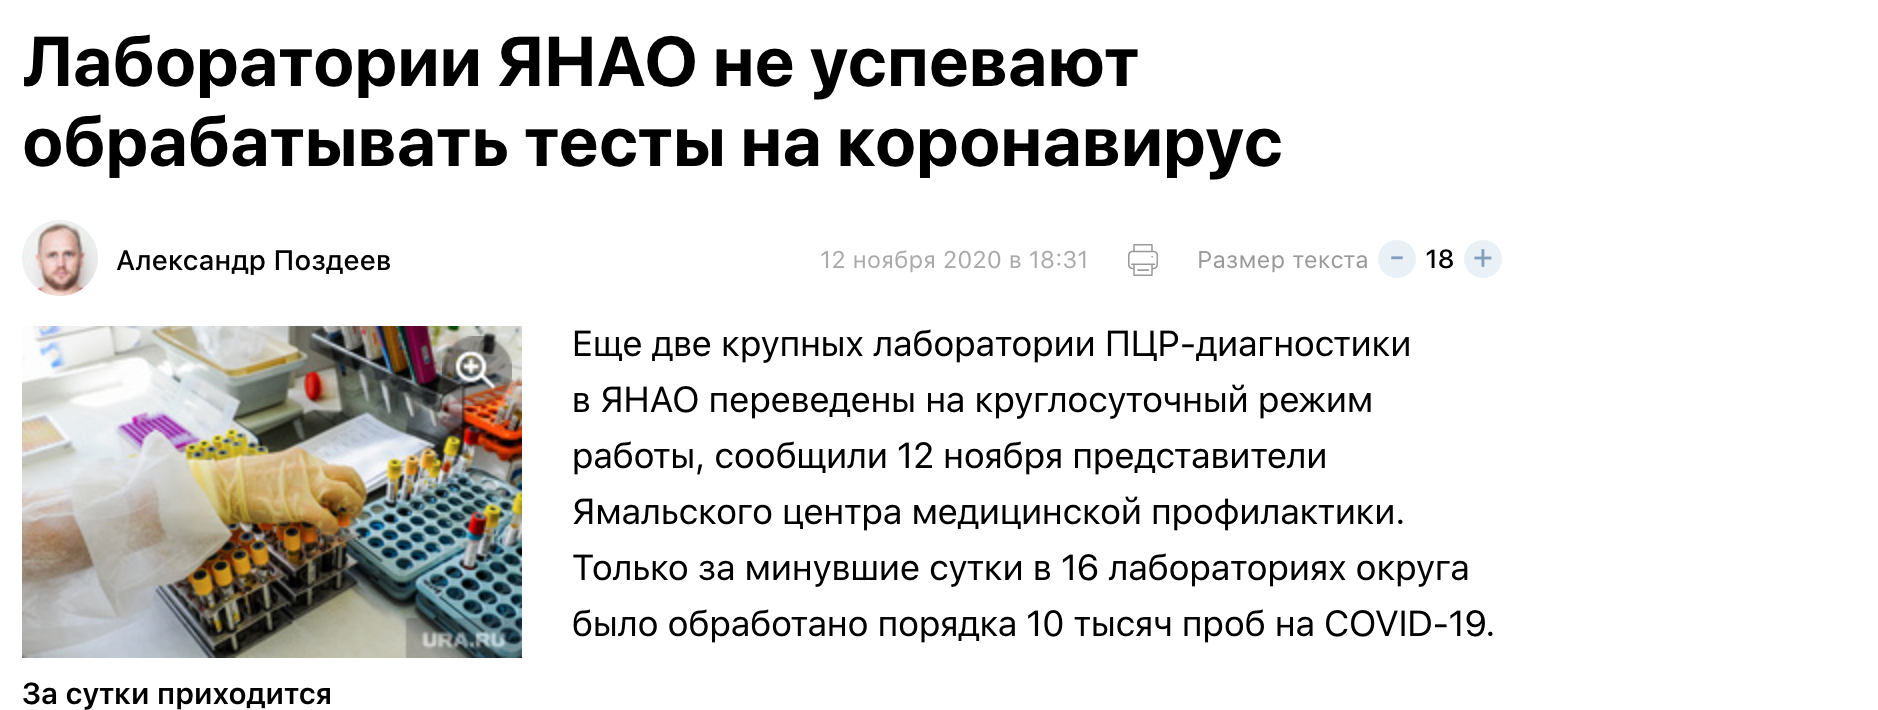 Лаборатории ЯНАО не успевают
обрабатывать тесты на коронавирус
Александр Поздеев
12 ноября 2020 в 18:31
Размер текста - 18 +
Еще две крупных лаборатории ПЦР-диагностики
в ЯНАО переведены на круглосуточный режим
работы, сообщили 12 ноября представители
Ямальского центра медицинской профилактики.
Только за минувшие сутки в 16 лабораториях округа
было обработано порядка 10 тысяч проб на COVID-19.
URA.RU
За сутки приходится